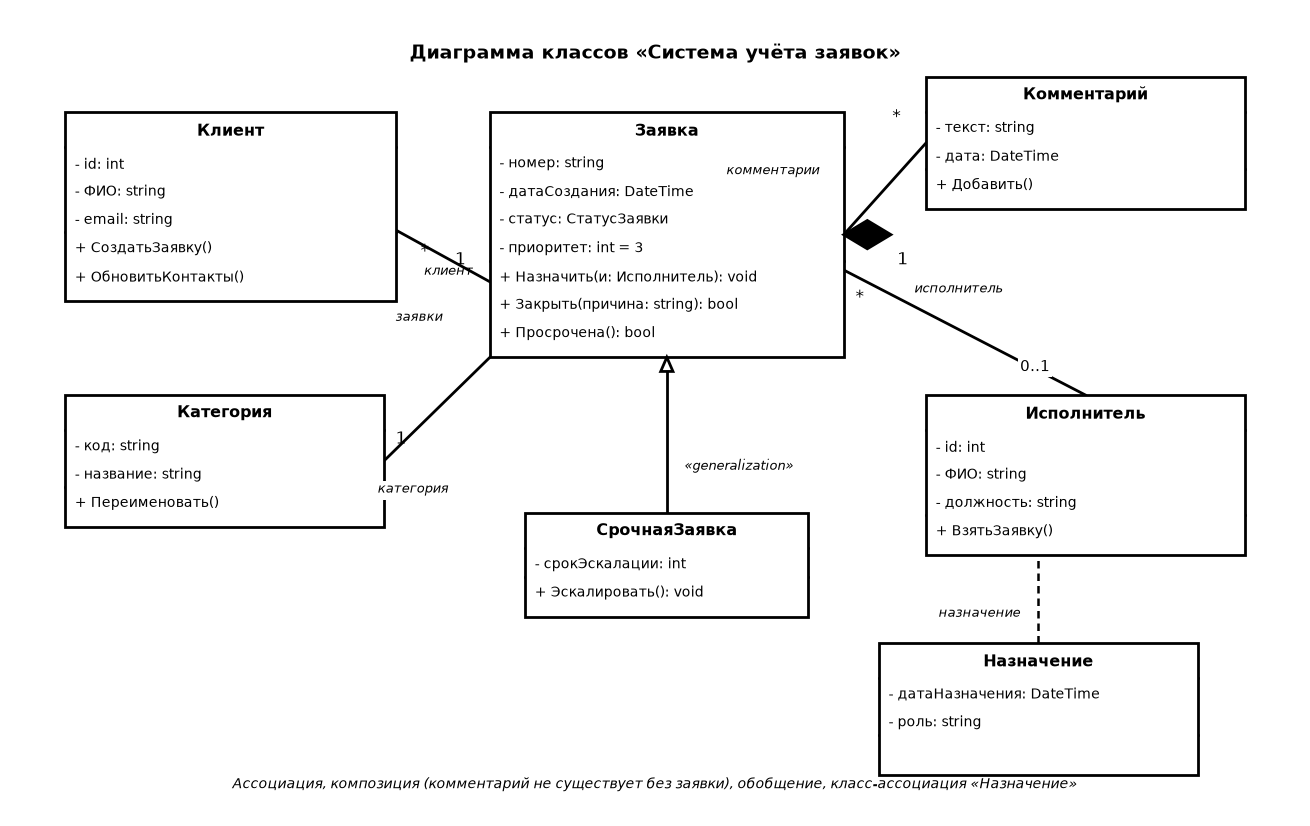 Диаграмма классов «Система учёта заявок»
Клиент
- id: int
- ФИО: string
- email: string
+ СоздатьЗаявку()
+ ОбновитьКонтакты()
*
1
клиент
заявки
Заявка
- номер: string
- датаСоздания: DateTime
- статус: СтатусЗаявки
- приоритет: int = 3
+ Назначить(и: Исполнитель): void
+ Закрыть(причина: string): bool
+ Просрочена(): bool
комментарии
*
1
Комментарий
- текст: string
- дата: DateTime
+ Добавить()
*
исполнитель
0..1
Категория
- код: string
- название: string
+ Переименовать()
1
категория
«generalization»
СрочнаяЗаявка
- срокЭскалации: int
+ Эскалировать(): void
Исполнитель
- id: int
- ФИО: string
- должность: string
+ ВзятьЗаявку()
назначение
Назначение
- датаНазначения: DateTime
- роль: string
Ассоциация, композиция (комментарий не существует без заявки), обобщение, класс-ассоциация «Назначение»